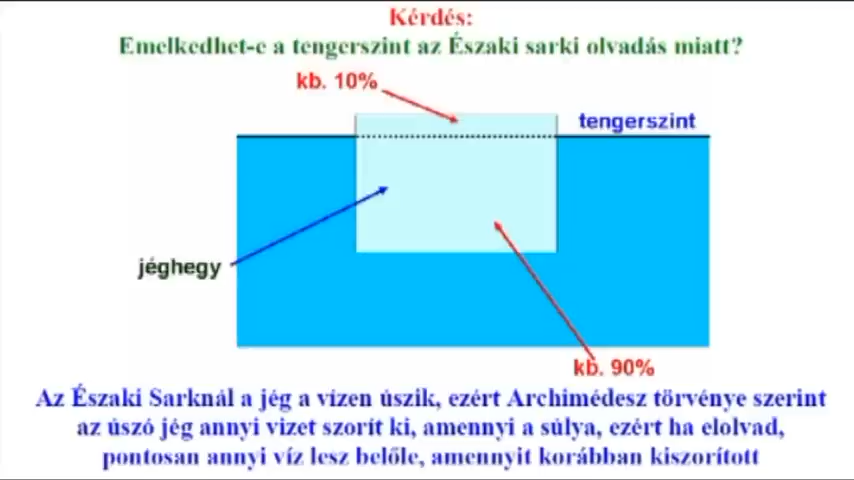 Kérdés:
Emelkedhet-e a tengerszint az Északi sarki olvadás miatt?
kb. 10%
tengerszint
jéghegy
kb. 90%
Az Északi Sarknál a jég a vízen úszik, ezért Archimédesz törvénye szerint
az úszó jég annyi vizet szorít ki, amennyi a súlya, ezért ha elolvad,
pontosan annyi víz lesz belőle, amennyit korábban kiszorított